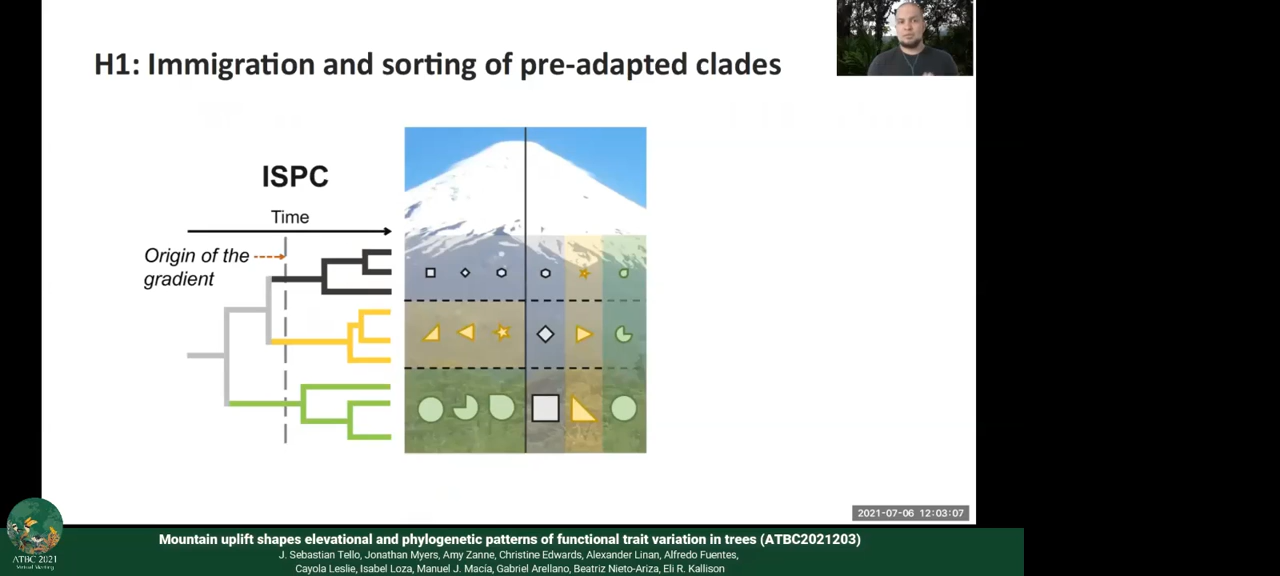 H1: Immigration and sorting of pre-adapted clades
ISPC
Time
Origin of the
gradient
2021-07-06 12:03:07
ATBC 2021
Virtual Meeting
Mountain uplift shapes elevational and phylogenetic patterns of functional trait variation in trees (ATBC2021203)
J. Sebastian Tello, Jonathan Myers, Amy Zanne, Christine Edwards, Alexander Linan, Alfredo Fuentes,
Cayola Leslie, Isabel Loza, Manuel J. Macía, Gabriel Arellano, Beatriz Nieto-Ariza, Eli R. Kallison